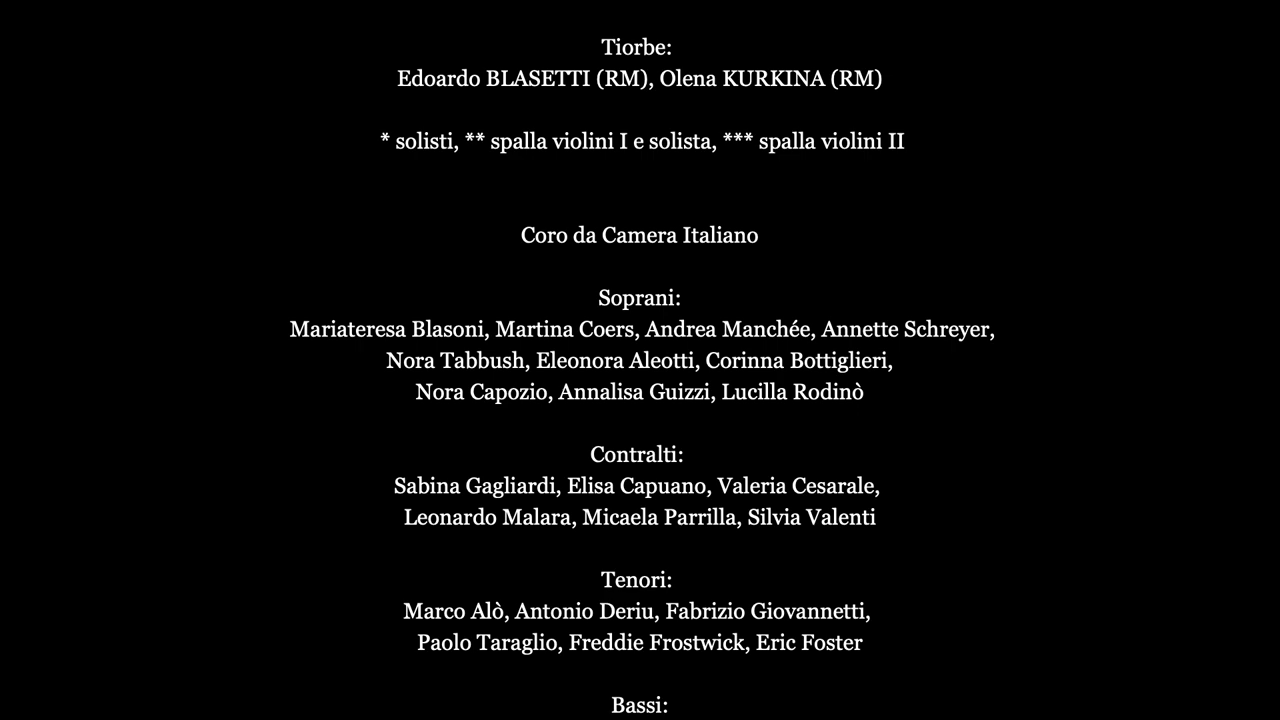 Tiorbe:
Edoardo BLASETTI (RM), Olena KURKINA (RM)
* solisti, ** spalla violini I e solista, *** spalla violini II
Coro da Camera Italiano
Soprani:
Mariateresa Blasoni, Martina Coers, Andrea Manchée, Annette Schreyer,
Nora Tabbush, Eleonora Aleotti, Corinna Bottiglieri,
Nora Capozio, Annalisa Guizzi, Lucilla Rodinò
Contralti:
Sabina Gagliardi, Elisa Capuano, Valeria Cesarale,
Leonardo Malara, Micaela Parrilla, Silvia Valenti
Tenori:
Marco Alò, Antonio Deriu, Fabrizio Giovannetti,
Paolo Taraglio, Freddie Frostwick, Eric Foster
Bassi: